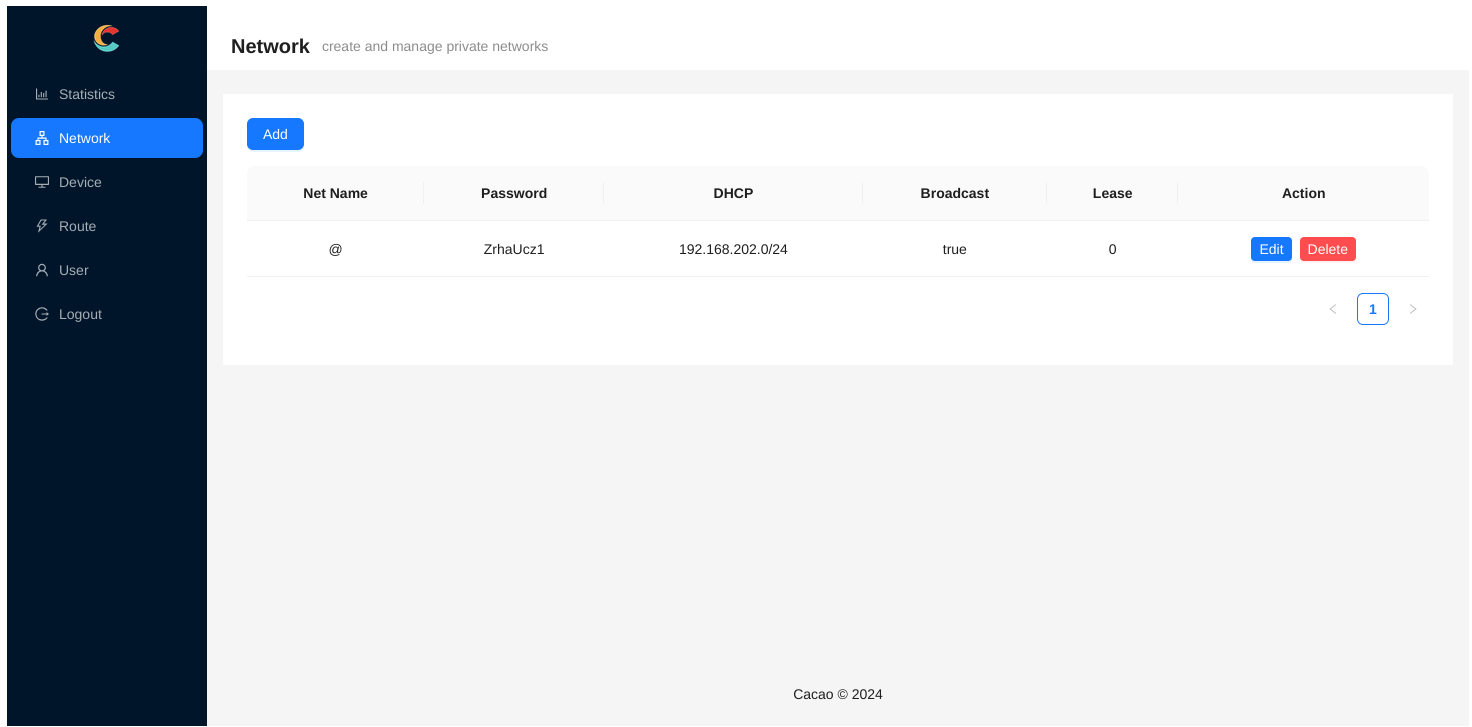 Network create and manage private networks
Statistics
Network
Device
Route
User
Logout
Add
Net Name Password DHCP Broadcast Lease Action
@ ZrhaUcz1 192.168.202.0/24 true 0 Edit Delete
< 1 >
Cacao © 2024